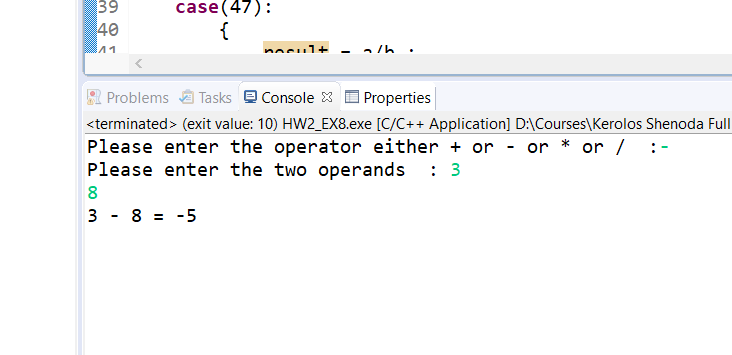 39 case(47):
40 {
41 result = a/b ;
Problems Tasks Console Properties
<terminated> (exit value: 10) HW2_EX8.exe [C/C++ Application] D:\Courses\Kerolos Shenoda Full
Please enter the operator either + or - or * or / :-
Please enter the two operands : 3
8
3 - 8 = -5